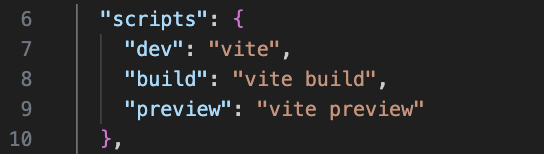 6 "scripts": {
7 "dev": "vite",
8 "build": "vite build",
9 "preview": "vite preview"
10 },